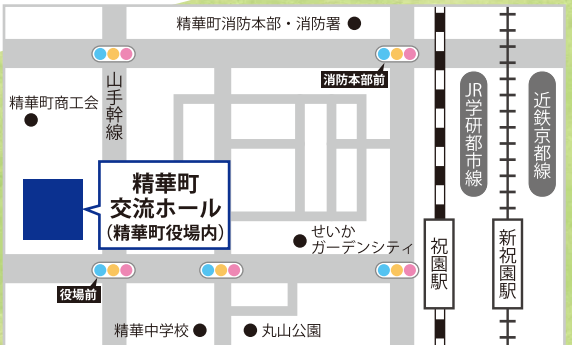 精華町消防本部・消防署
消防本部前
山手幹線
精華町商工会
JR学研都市線
近鉄京都線
精華町
交流ホール
(精華町役場内)
せいか
ガーデンシティ
祝園駅
新祝園駅
役場前
精華中学校
丸山公園